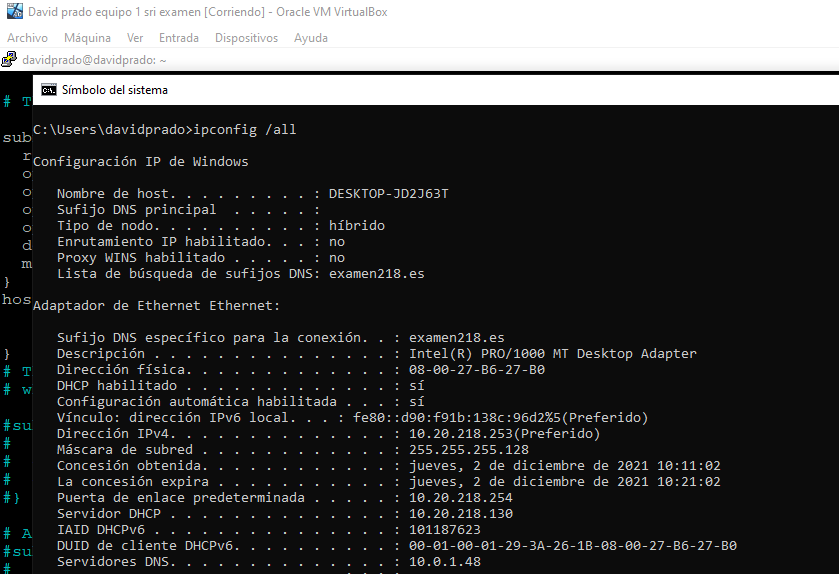 David prado equipo 1 sri examen [Corriendo] - Oracle VM VirtualBox
Archivo Máquina Ver Entrada Dispositivos Ayuda
davidprado@davidprado: ~
Símbolo del sistema
# T
C:\Users\davidprado>ipconfig /all
sub
r
Configuración IP de Windows
o
o
Nombre de host. . . . . . . . . : DESKTOP-JD2J63T
o
Sufijo DNS principal  . . . . . :
o
Tipo de nodo. . . . . . . . . . : híbrido
d
Enrutamiento IP habilitado. . . : no
m
Proxy WINS habilitado . . . . . : no
}
Lista de búsqueda de sufijos DNS: examen218.es
hos
Adaptador de Ethernet Ethernet:
Sufijo DNS específico para la conexión. . : examen218.es
}
Descripción . . . . . . . . . . . . . . . : Intel(R) PRO/1000 MT Desktop Adapter
# T
Dirección física. . . . . . . . . . . . . : 08-00-27-B6-27-B0
# w
DHCP habilitado . . . . . . . . . . . . . : sí
Configuración automática habilitada . . . : sí
#su
Vínculo: dirección IPv6 local. . . : fe80::d90:f91b:138c:96d2%5(Preferido)
#
Dirección IPv4. . . . . . . . . . . . . . : 10.20.218.253(Preferido)
#
Máscara de subred . . . . . . . . . . . . : 255.255.255.128
#
Concesión obtenida. . . . . . . . . . . . : jueves, 2 de diciembre de 2021 10:11:02
#
La concesión expira . . . . . . . . . . . : jueves, 2 de diciembre de 2021 10:21:02
#}
Puerta de enlace predeterminada . . . . . : 10.20.218.254
Servidor DHCP . . . . . . . . . . . . . . : 10.20.218.130
# A
IAID DHCPv6 . . . . . . . . . . . . . . . : 101187623
#su
DUID de cliente DHCPv6. . . . . . . . . . : 00-01-00-01-29-3A-26-1B-08-00-27-B6-27-B0
#
Servidores DNS. . . . . . . . . . . . . . : 10.0.1.48